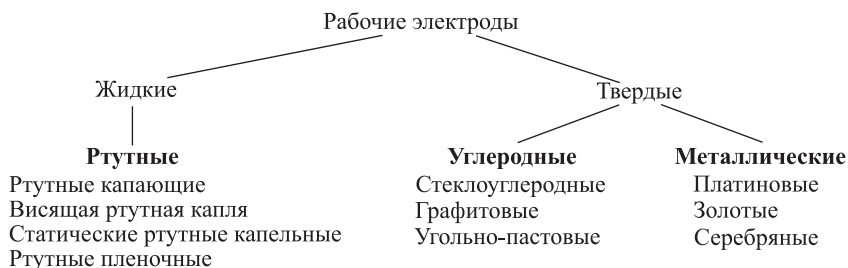 Рабочие электроды
Жидкие
Твердые
Ртутные
Ртутные капающие
Висящая ртутная капля
Статические ртутные капельные
Ртутные пленочные
Углеродные
Стеклоуглеродные
Графитовые
Угольно-пастовые
Металлические
Платиновые
Золотые
Серебряные